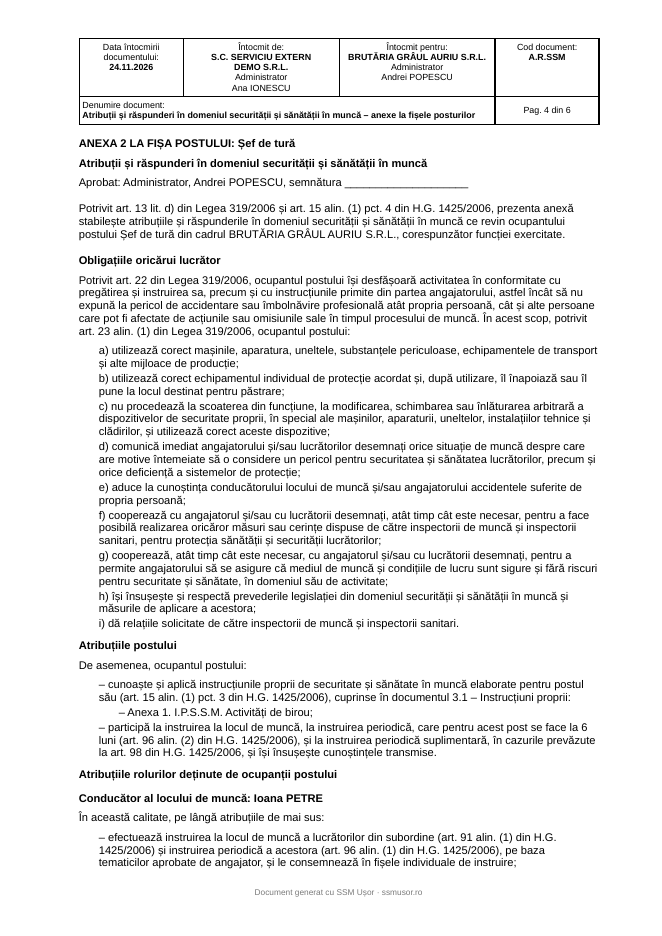 Data întocmirii
documentului:
24.11.2026
Întocmit de:
S.C. SERVICIU EXTERN
DEMO S.R.L.
Administrator
Ana IONESCU
Întocmit pentru:
BRUTĂRIA GRÂUL AURIU S.R.L.
Administrator
Andrei POPESCU
Cod document:
A.R.SSM
Denumire document:
Atribuții și răspunderi în domeniul securității și sănătății în muncă – anexe la fișele posturilor
Pag. 4 din 6
ANEXA 2 LA FIȘA POSTULUI: Șef de tură
Atribuții și răspunderi în domeniul securității și sănătății în muncă
Aprobat: Administrator, Andrei POPESCU, semnătura _____________________
Potrivit art. 13 lit. d) din Legea 319/2006 și art. 15 alin. (1) pct. 4 din H.G. 1425/2006, prezenta anexă
stabilește atribuțiile și răspunderile în domeniul securității și sănătății în muncă ce revin ocupantului
postului Șef de tură din cadrul BRUTĂRIA GRÂUL AURIU S.R.L., corespunzător funcției exercitate.
Obligațiile oricărui lucrător
Potrivit art. 22 din Legea 319/2006, ocupantul postului își desfășoară activitatea în conformitate cu
pregătirea și instruirea sa, precum și cu instrucțiunile primite din partea angajatorului, astfel încât să nu
expună la pericol de accidentare sau îmbolnăvire profesională atât propria persoană, cât și alte persoane
care pot fi afectate de acțiunile sau omisiunile sale în timpul procesului de muncă. În acest scop, potrivit
art. 23 alin. (1) din Legea 319/2006, ocupantul postului:
a) utilizează corect mașinile, aparatura, uneltele, substanțele periculoase, echipamentele de transport
și alte mijloace de producție;
b) utilizează corect echipamentul individual de protecție acordat și, după utilizare, îl înapoiază sau îl
pune la locul destinat pentru păstrare;
c) nu procedează la scoaterea din funcțiune, la modificarea, schimbarea sau înlăturarea arbitrară a
dispozitivelor de securitate proprii, în special ale mașinilor, aparaturii, uneltelor, instalațiilor tehnice și
clădirilor, și utilizează corect aceste dispozitive;
d) comunică imediat angajatorului și/sau lucrătorilor desemnați orice situație de muncă despre care
are motive întemeiate să o considere un pericol pentru securitatea și sănătatea lucrătorilor, precum și
orice deficiență a sistemelor de protecție;
e) aduce la cunoștința conducătorului locului de muncă și/sau angajatorului accidentele suferite de
propria persoană;
f) cooperează cu angajatorul și/sau cu lucrătorii desemnați, atât timp cât este necesar, pentru a face
posibilă realizarea oricăror măsuri sau cerințe dispuse de către inspectorii de muncă și inspectorii
sanitari, pentru protecția sănătății și securității lucrătorilor;
g) cooperează, atât timp cât este necesar, cu angajatorul și/sau cu lucrătorii desemnați, pentru a
permite angajatorului să se asigure că mediul de muncă și condițiile de lucru sunt sigure și fără riscuri
pentru securitate și sănătate, în domeniul său de activitate;
h) își însușește și respectă prevederile legislației din domeniul securității și sănătății în muncă și
măsurile de aplicare a acestora;
i) dă relațiile solicitate de către inspectorii de muncă și inspectorii sanitari.
Atribuțiile postului
De asemenea, ocupantul postului:
– cunoaște și aplică instrucțiunile proprii de securitate și sănătate în muncă elaborate pentru postul
său (art. 15 alin. (1) pct. 3 din H.G. 1425/2006), cuprinse în documentul 3.1 – Instrucțiuni proprii:
– Anexa 1. I.P.S.S.M. Activități de birou;
– participă la instruirea la locul de muncă, la instruirea periodică, care pentru acest post se face la 6
luni (art. 96 alin. (2) din H.G. 1425/2006), și la instruirea periodică suplimentară, în cazurile prevăzute
la art. 98 din H.G. 1425/2006, și își însușește cunoștințele transmise.
Atribuțiile rolurilor deținute de ocupanții postului
Conducător al locului de muncă: Ioana PETRE
În această calitate, pe lângă atribuțiile de mai sus:
– efectuează instruirea la locul de muncă a lucrătorilor din subordine (art. 91 alin. (1) din H.G.
1425/2006) și instruirea periodică a acestora (art. 96 alin. (1) din H.G. 1425/2006), pe baza
tematicilor aprobate de angajator, și le consemnează în fișele individuale de instruire;
Document generat cu SSM Ușor · ssmusor.ro